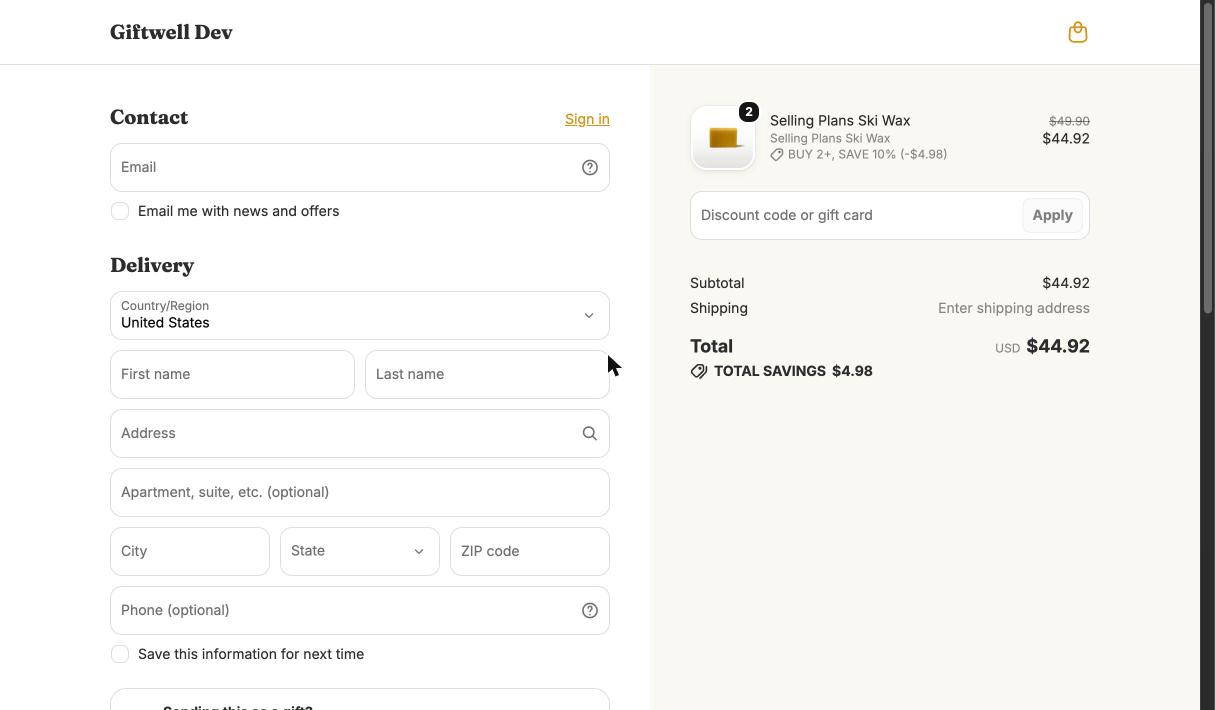 Giftwell Dev
Contact
Sign in
Email
Email me with news and offers
Delivery
Country/Region
United States
First name
Last name
Address
Apartment, suite, etc. (optional)
City
State
ZIP code
Phone (optional)
Save this information for next time
Sending this as a gift?
2
Selling Plans Ski Wax
$49.90
Selling Plans Ski Wax
$44.92
BUY 2+, SAVE 10% (-$4.98)
Discount code or gift card
Apply
Subtotal
$44.92
Shipping
Enter shipping address
Total
USD $44.92
TOTAL SAVINGS $4.98